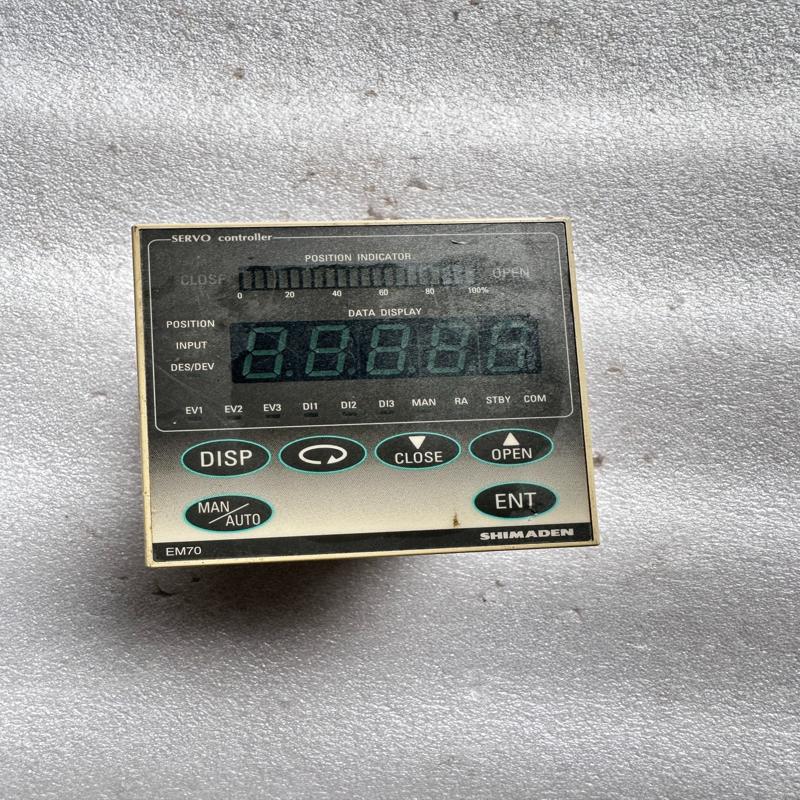 SERVO controller
POSITION INDICATOR
CLOSE OPEN
0 20 40 60 80 100%
DATA DISPLAY
POSITION
INPUT
DES/DEV
EV1 EV2 EV3 DI1 DI2 DI3 MAN RA STBY COM
DISP CLOSE OPEN
MAN/AUTO ENT
EM70 SHIMADEN